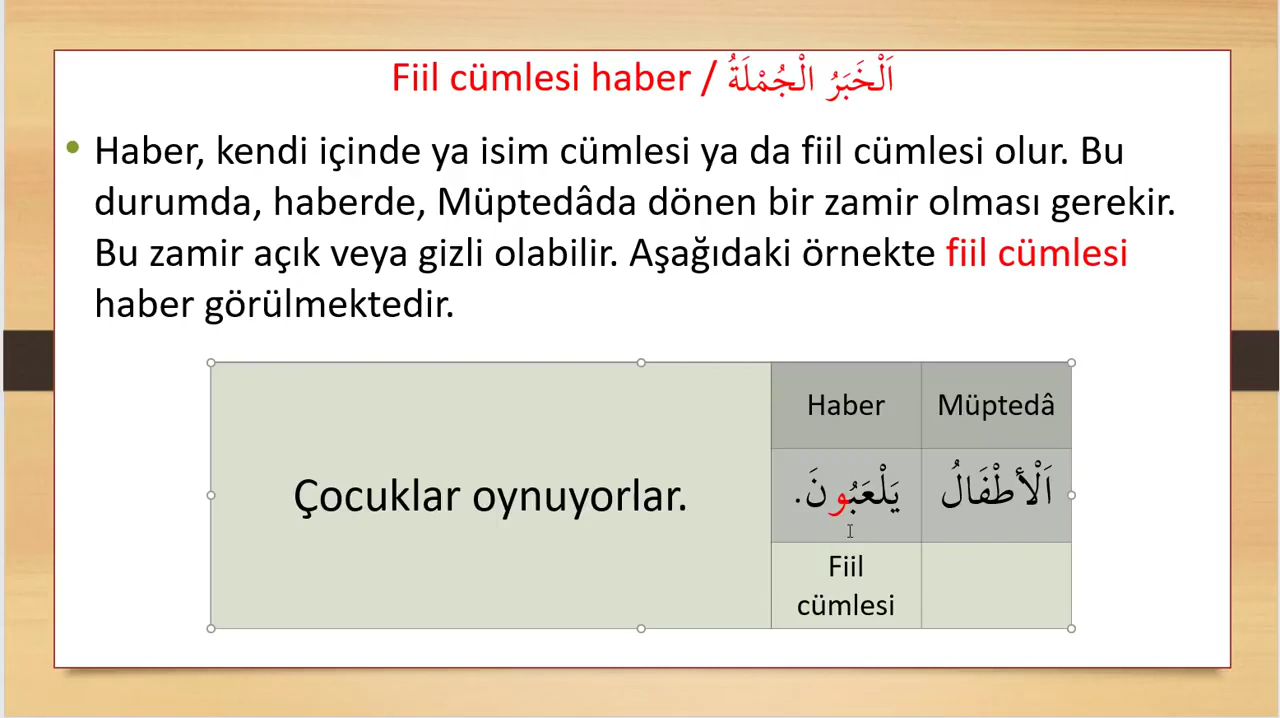 Fiil cümlesi haber / اَلْخَبَرُ الْجُمْلَةُ
• Haber, kendi içinde ya isim cümlesi ya da fiil cümlesi olur. Bu
durumda, haberde, Müptedâda dönen bir zamir olması gerekir.
Bu zamir açık veya gizli olabilir. Aşağıdaki örnekte fiil cümlesi
haber görülmektedir.
Haber Müptedâ
اَلْأَطْفَالُ يَلْعَبُونَ.
Çocuklar oynuyorlar.
Fiil
cümlesi